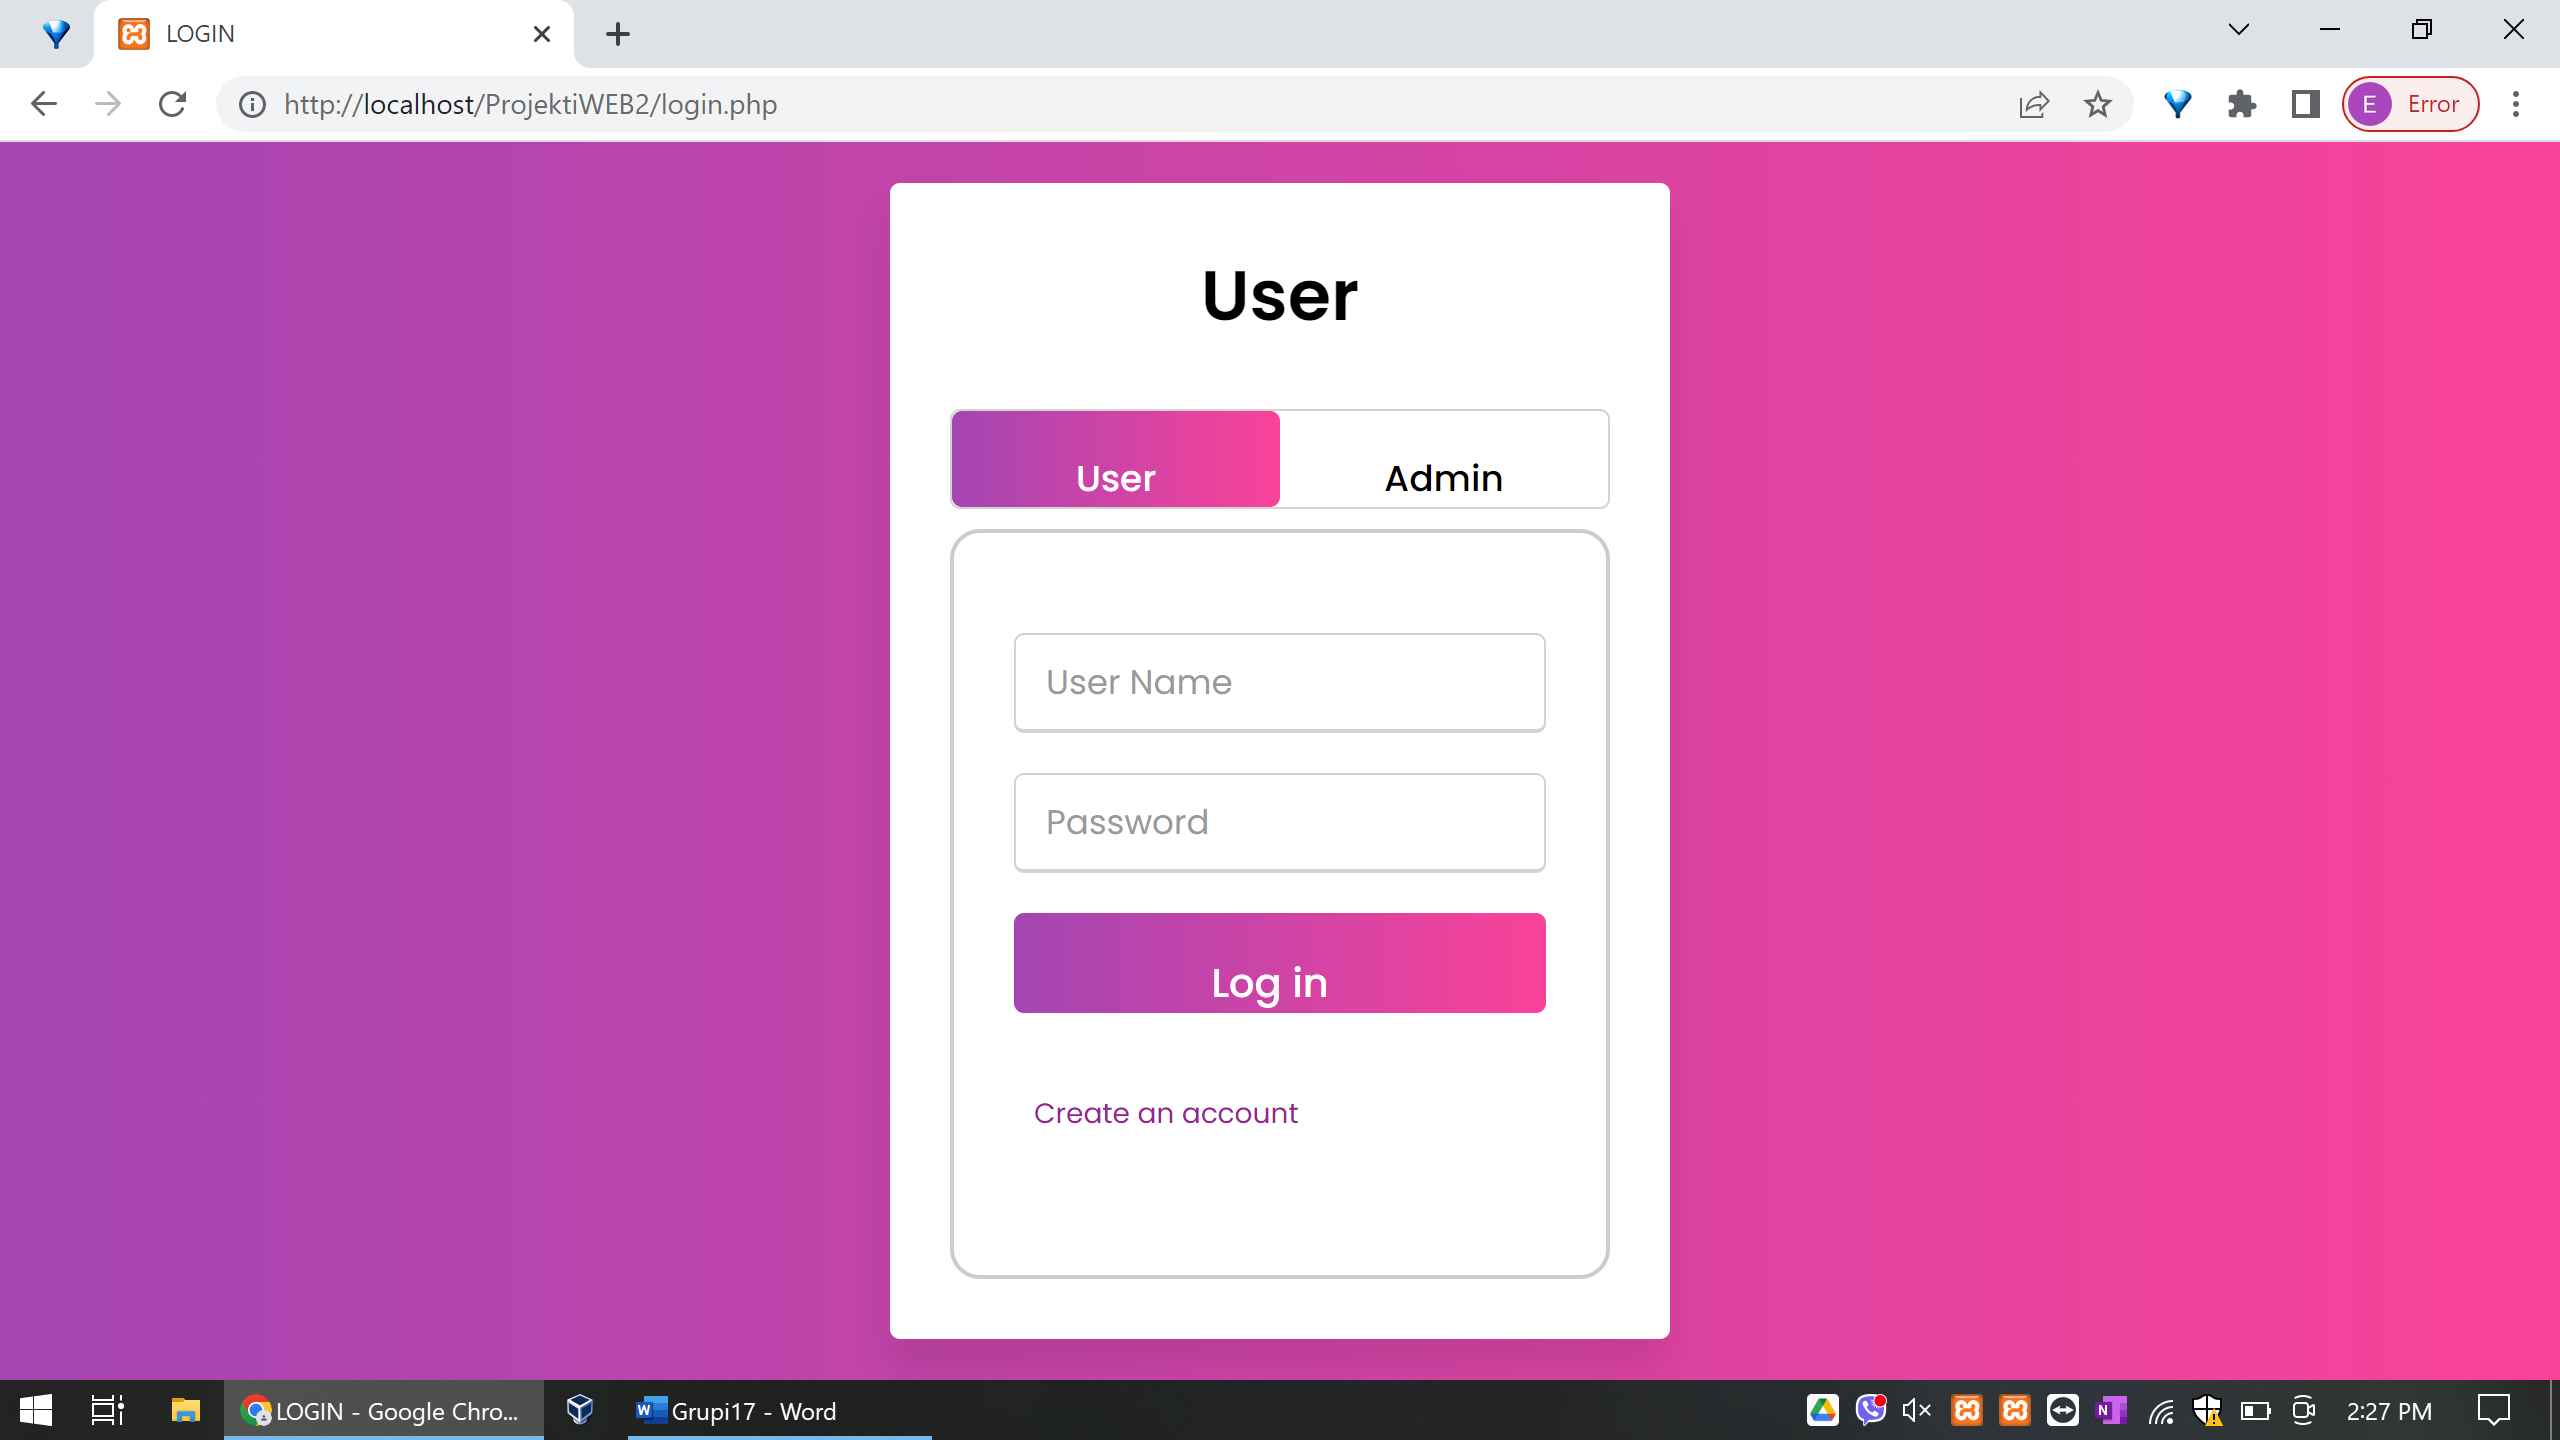 LOGIN
http://localhost/ProjektiWEB2/login.php
E Error
User
User Admin
User Name
Password
Log in
Create an account
LOGIN - Google Chro...
Grupi17 - Word
2:27 PM